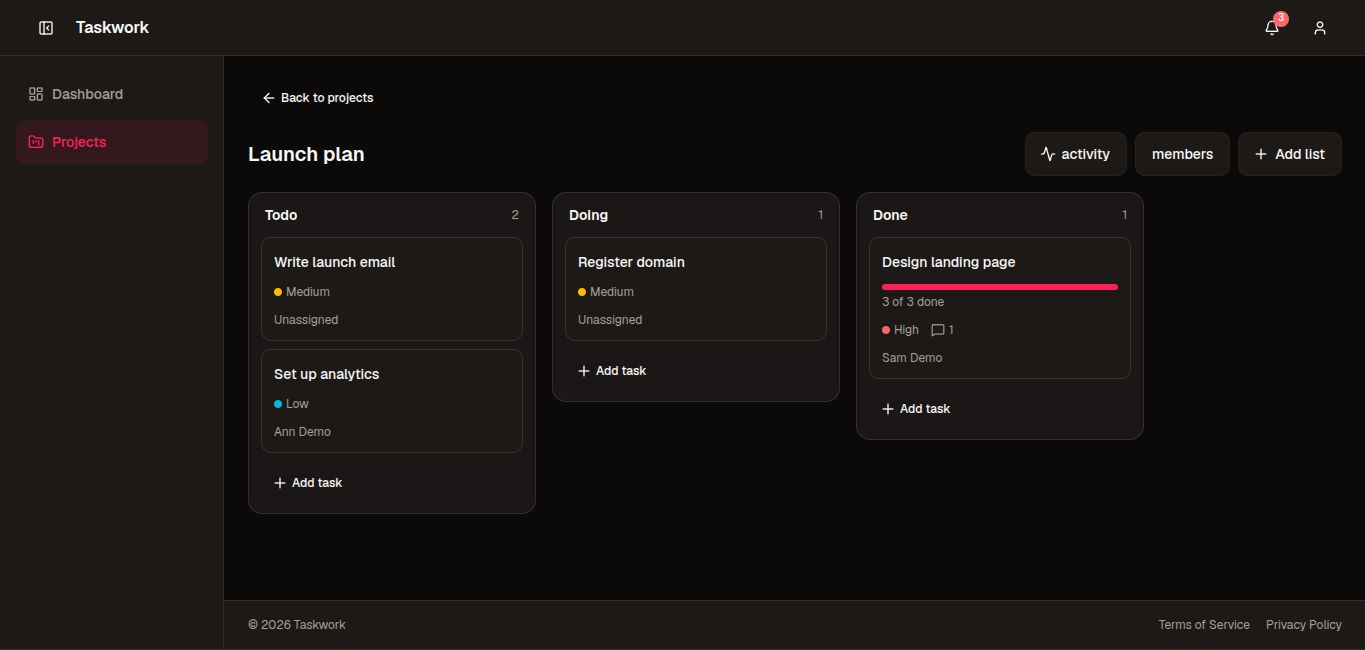 Taskwork
3
Dashboard
Projects
Back to projects
Launch plan
activity
members
Add list
Todo
2
Write launch email
Medium
Unassigned
Set up analytics
Low
Ann Demo
Add task
Doing
1
Register domain
Medium
Unassigned
Add task
Done
1
Design landing page
3 of 3 done
High
1
Sam Demo
Add task
© 2026 Taskwork
Terms of Service
Privacy Policy